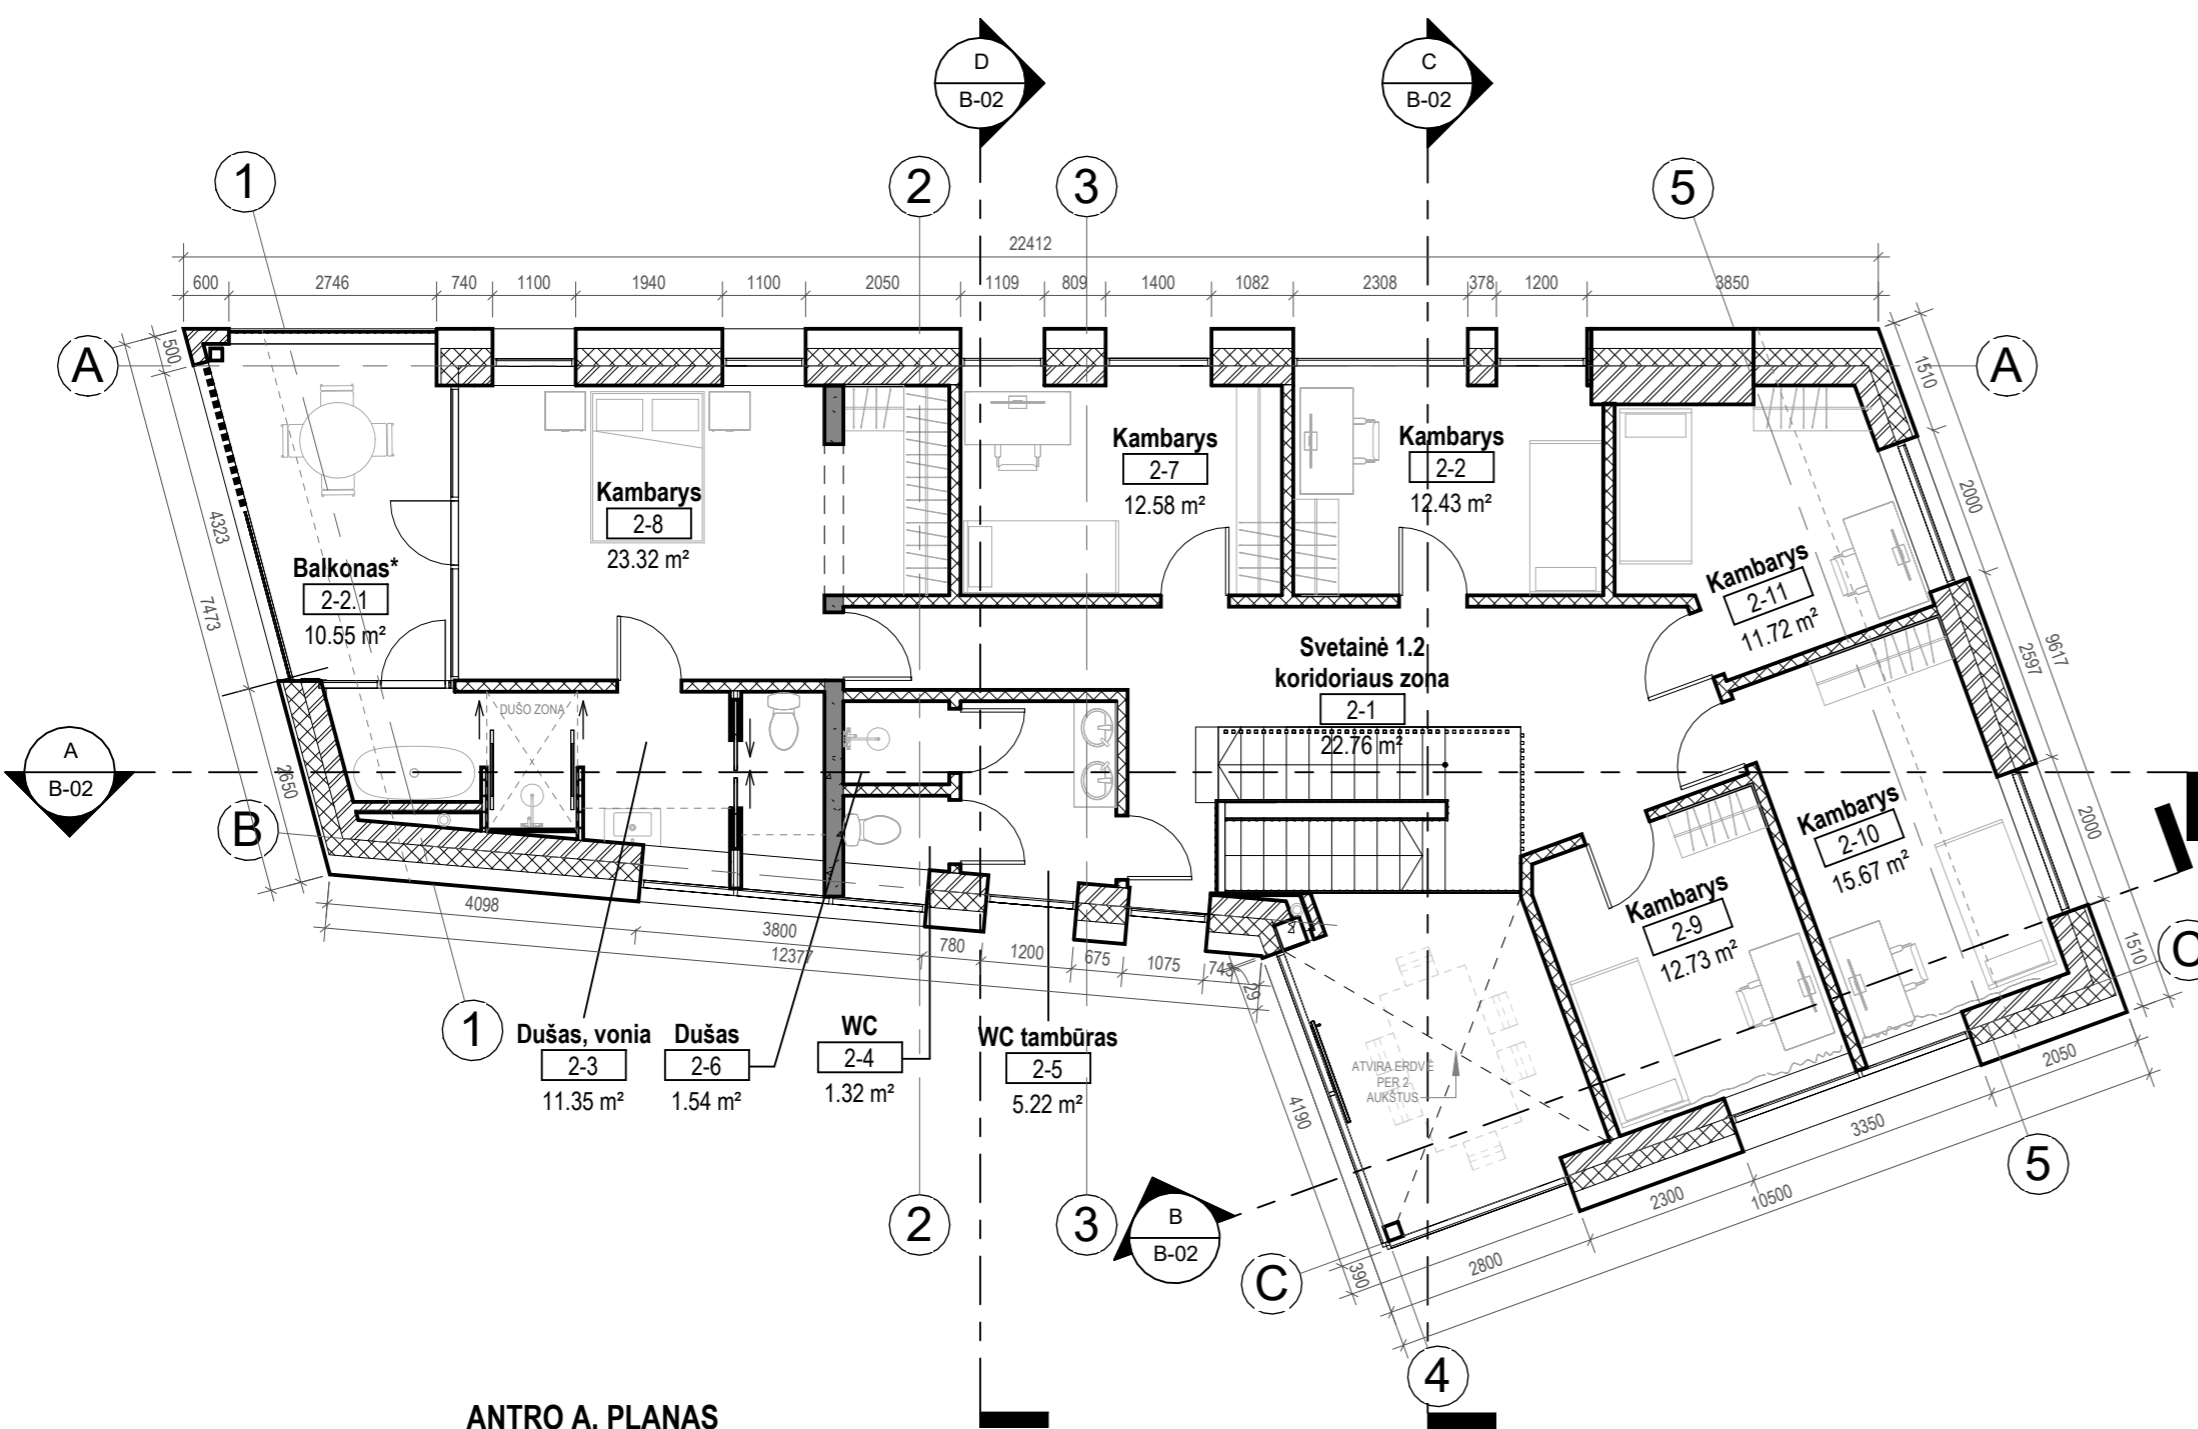 D
B-02
C
B-02
1
2
3
5
22412
600
2746
740
1100
1940
1100
2050
1109
809
1400
1082
2308
378
1200
3850
A
A
500
4323
7473
2650
1510
2000
2597
9617
2000
1510
Kambarys
2-8
23.32 m²
Kambarys
2-7
12.58 m²
Kambarys
2-2
12.43 m²
Balkonas*
2-2.1
10.55 m²
Kambarys
2-11
11.72 m²
Svetainė 1.2
koridoriaus zona
2-1
22.76 m²
DUŠO ZONA
A
B-02
B
Kambarys
2-10
15.67 m²
Kambarys
2-9
12.73 m²
C
4098
3800
12377
780
1200
675
1075
743
29
1
Dušas, vonia
2-3
11.35 m²
Dušas
2-6
1.54 m²
WC
2-4
1.32 m²
WC tambūras
2-5
5.22 m²
ATVIRA ERDVĖ
PER 2
AUKŠTUS
4190
2050
3350
2300
10500
2800
390
5
2
3
B
B-02
C
4
ANTRO A. PLANAS